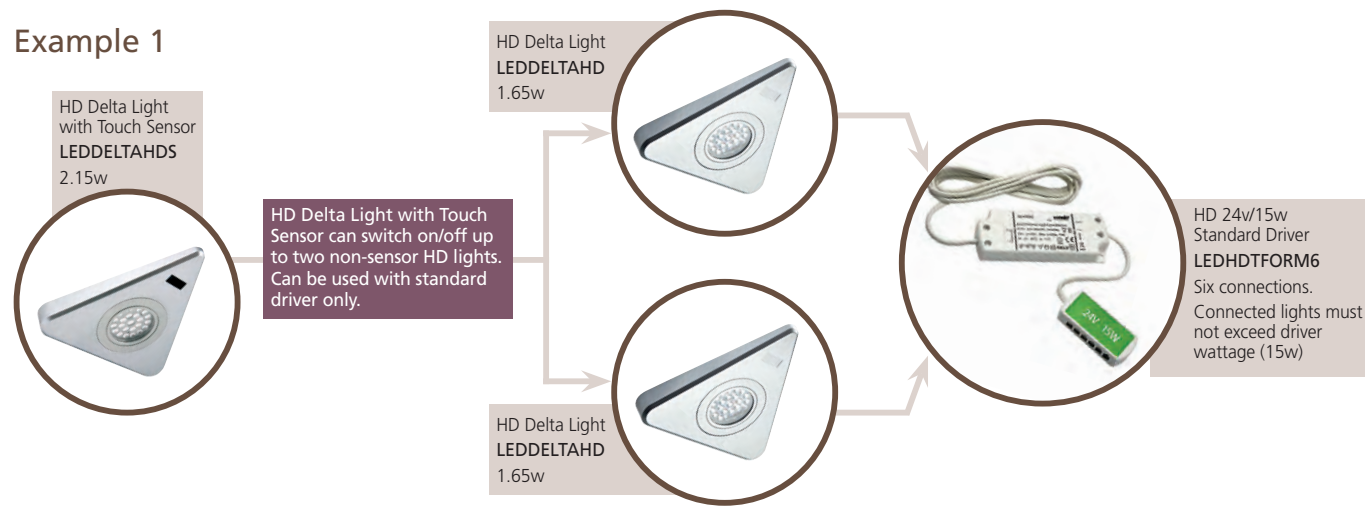 Example 1
HD Delta Light
with Touch Sensor
LEDDELTAHDS
2.15w
HD Delta Light with Touch
Sensor can switch on/off up
to two non-sensor HD lights.
Can be used with standard
driver only.
HD Delta Light
LEDDELTAHD
1.65w
HD Delta Light
LEDDELTAHD
1.65w
24V - 15W
HD 24v/15w
Standard Driver
LEDHDTFORM6
Six connections.
Connected lights must
not exceed driver
wattage (15w)